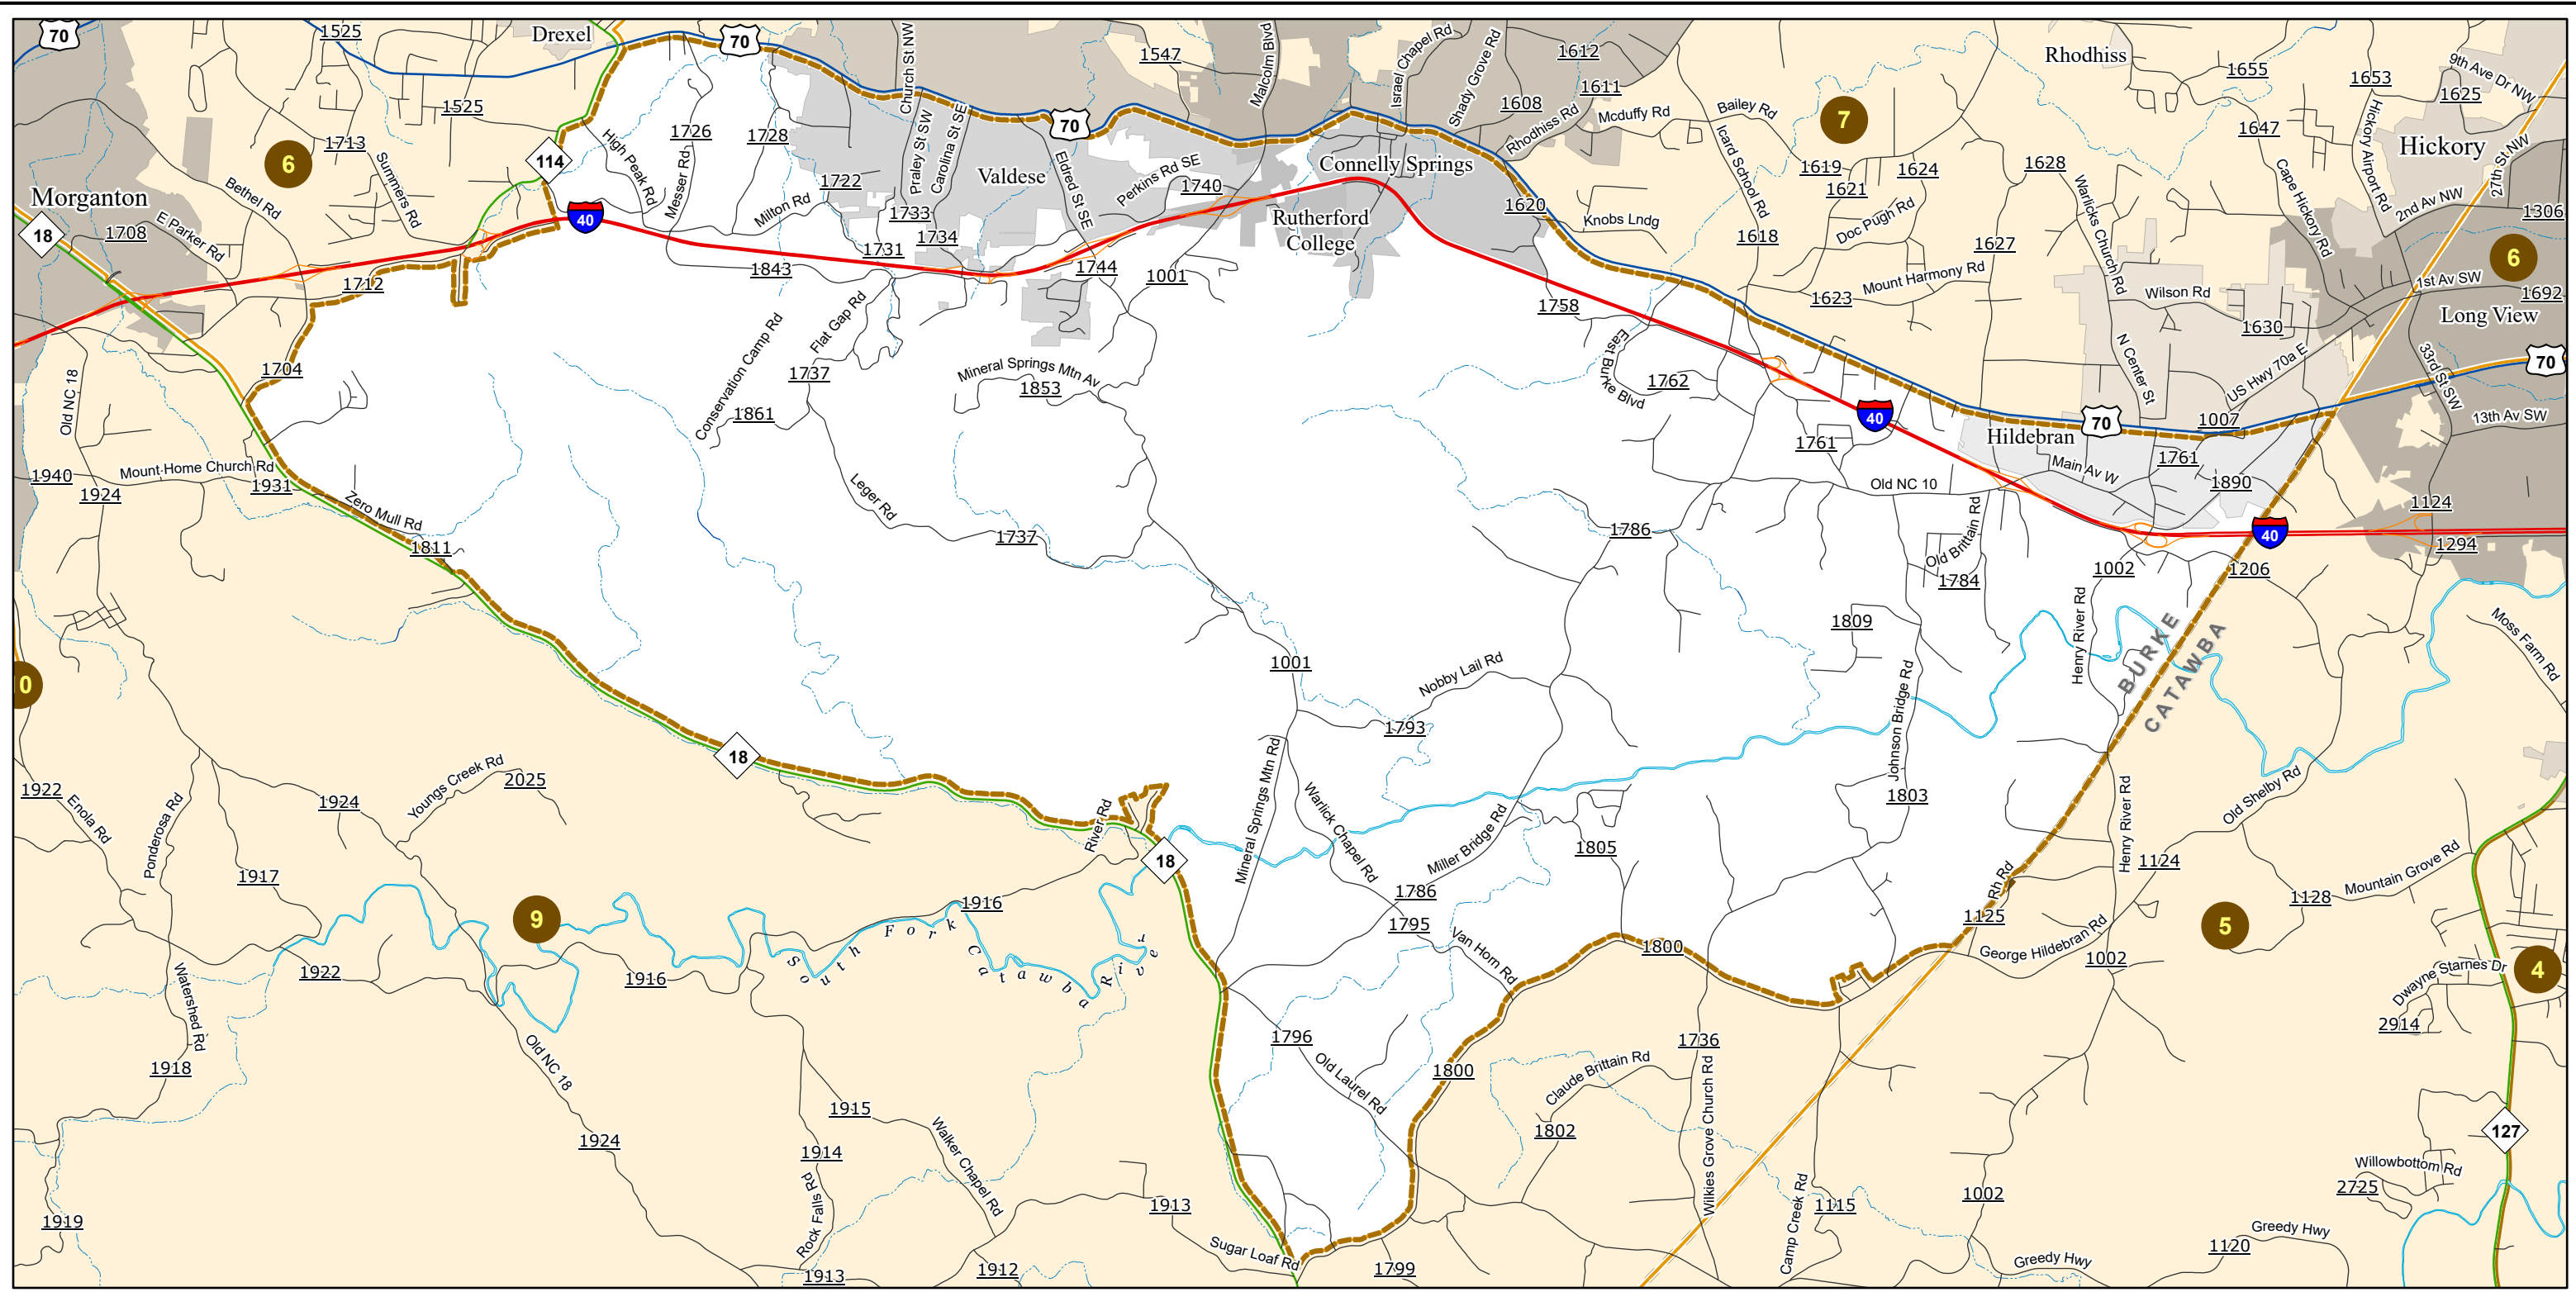 70
1525
Drexel
70
Church St NW
1547
Malcolm Blvd
Israel Chapel Rd
Shady Grove Rd
1612
Rhodhiss
1655
1653
9th Ave Dr NW
1625
1611
1608
Rhodhiss Rd
Mcduffy Rd
Bailey Rd
7
1525
1713
6
Summers Rd
114
High Peak Rd
1726
1728
Messer Rd
Praley St SW
Carolina St SE
70
Eldred St SE
Valdese
Perkins Rd SE
1740
Connelly Springs
Rutherford
College
1620
Knobs Lndg
Icard School Rd
1618
1619
1621
1624
Doc Pugh Rd
1628
1627
Warlicks Church Rd
1647
Cape Hickory Rd
Hickory Airport Rd
Hickory
27th St NW
2nd Av NW
1306
6
1st Av SW
1692
Long View
Morganton
18
1708
E Parker Rd
Bethel Rd
40
Milton Rd
1722
1733
1734
1731
1843
1744
1001
1712
1704
Old NC 18
Conservation Camp Rd
Flat Gap Rd
1737
1861
Mineral Springs Mtn Av
1853
1758
East Burke Blvd
1762
1623
Mount Harmony Rd
Wilson Rd
1630
N Center St
US Hwy 70a E
1007
33rd St SW
70
13th Av SW
40
1761
Hildebran
70
Main Av W
1761
1890
Old NC 10
1124
1294
40
1206
1940
1924
Mount Home Church Rd
1931
Zero Mull Rd
1811
Leger Rd
1737
1786
Old Brittain Rd
1784
1002
Henry River Rd
BURKE
CATAWBA
Moss Farm Rd
1809
10
1001
Nobby Lail Rd
1793
Johnson Bridge Rd
1803
18
1922
Enola Rd
Ponderosa Rd
1924
Youngs Creek Rd
2025
River Rd
18
Mineral Springs Mtn Rd
Warlick Chapel Rd
Miller Bridge Rd
1805
1786
1795
Van Horn Rd
Henry River Rd
Old Shelby Rd
1124
Rh Rd
1125
George Hildebran Rd
1002
1128
Mountain Grove Rd
5
4
Dwayne Starnes Dr
2914
1917
9
1916
South Fork Catawba River
1922
1916
Watershed Rd
1918
Old NC 18
1924
1800
1796
Old Laurel Rd
1800
Claude Brittain Rd
1802
1736
Wilkies Grove Church Rd
Camp Creek Rd
1115
1002
Greedy Hwy
1120
Greedy Hwy
127
Willowbottom Rd
2725
1919
1915
1914
Rock Falls Rd
Walker Chapel Rd
1913
1912
1913
Sugar Loaf Rd
1799